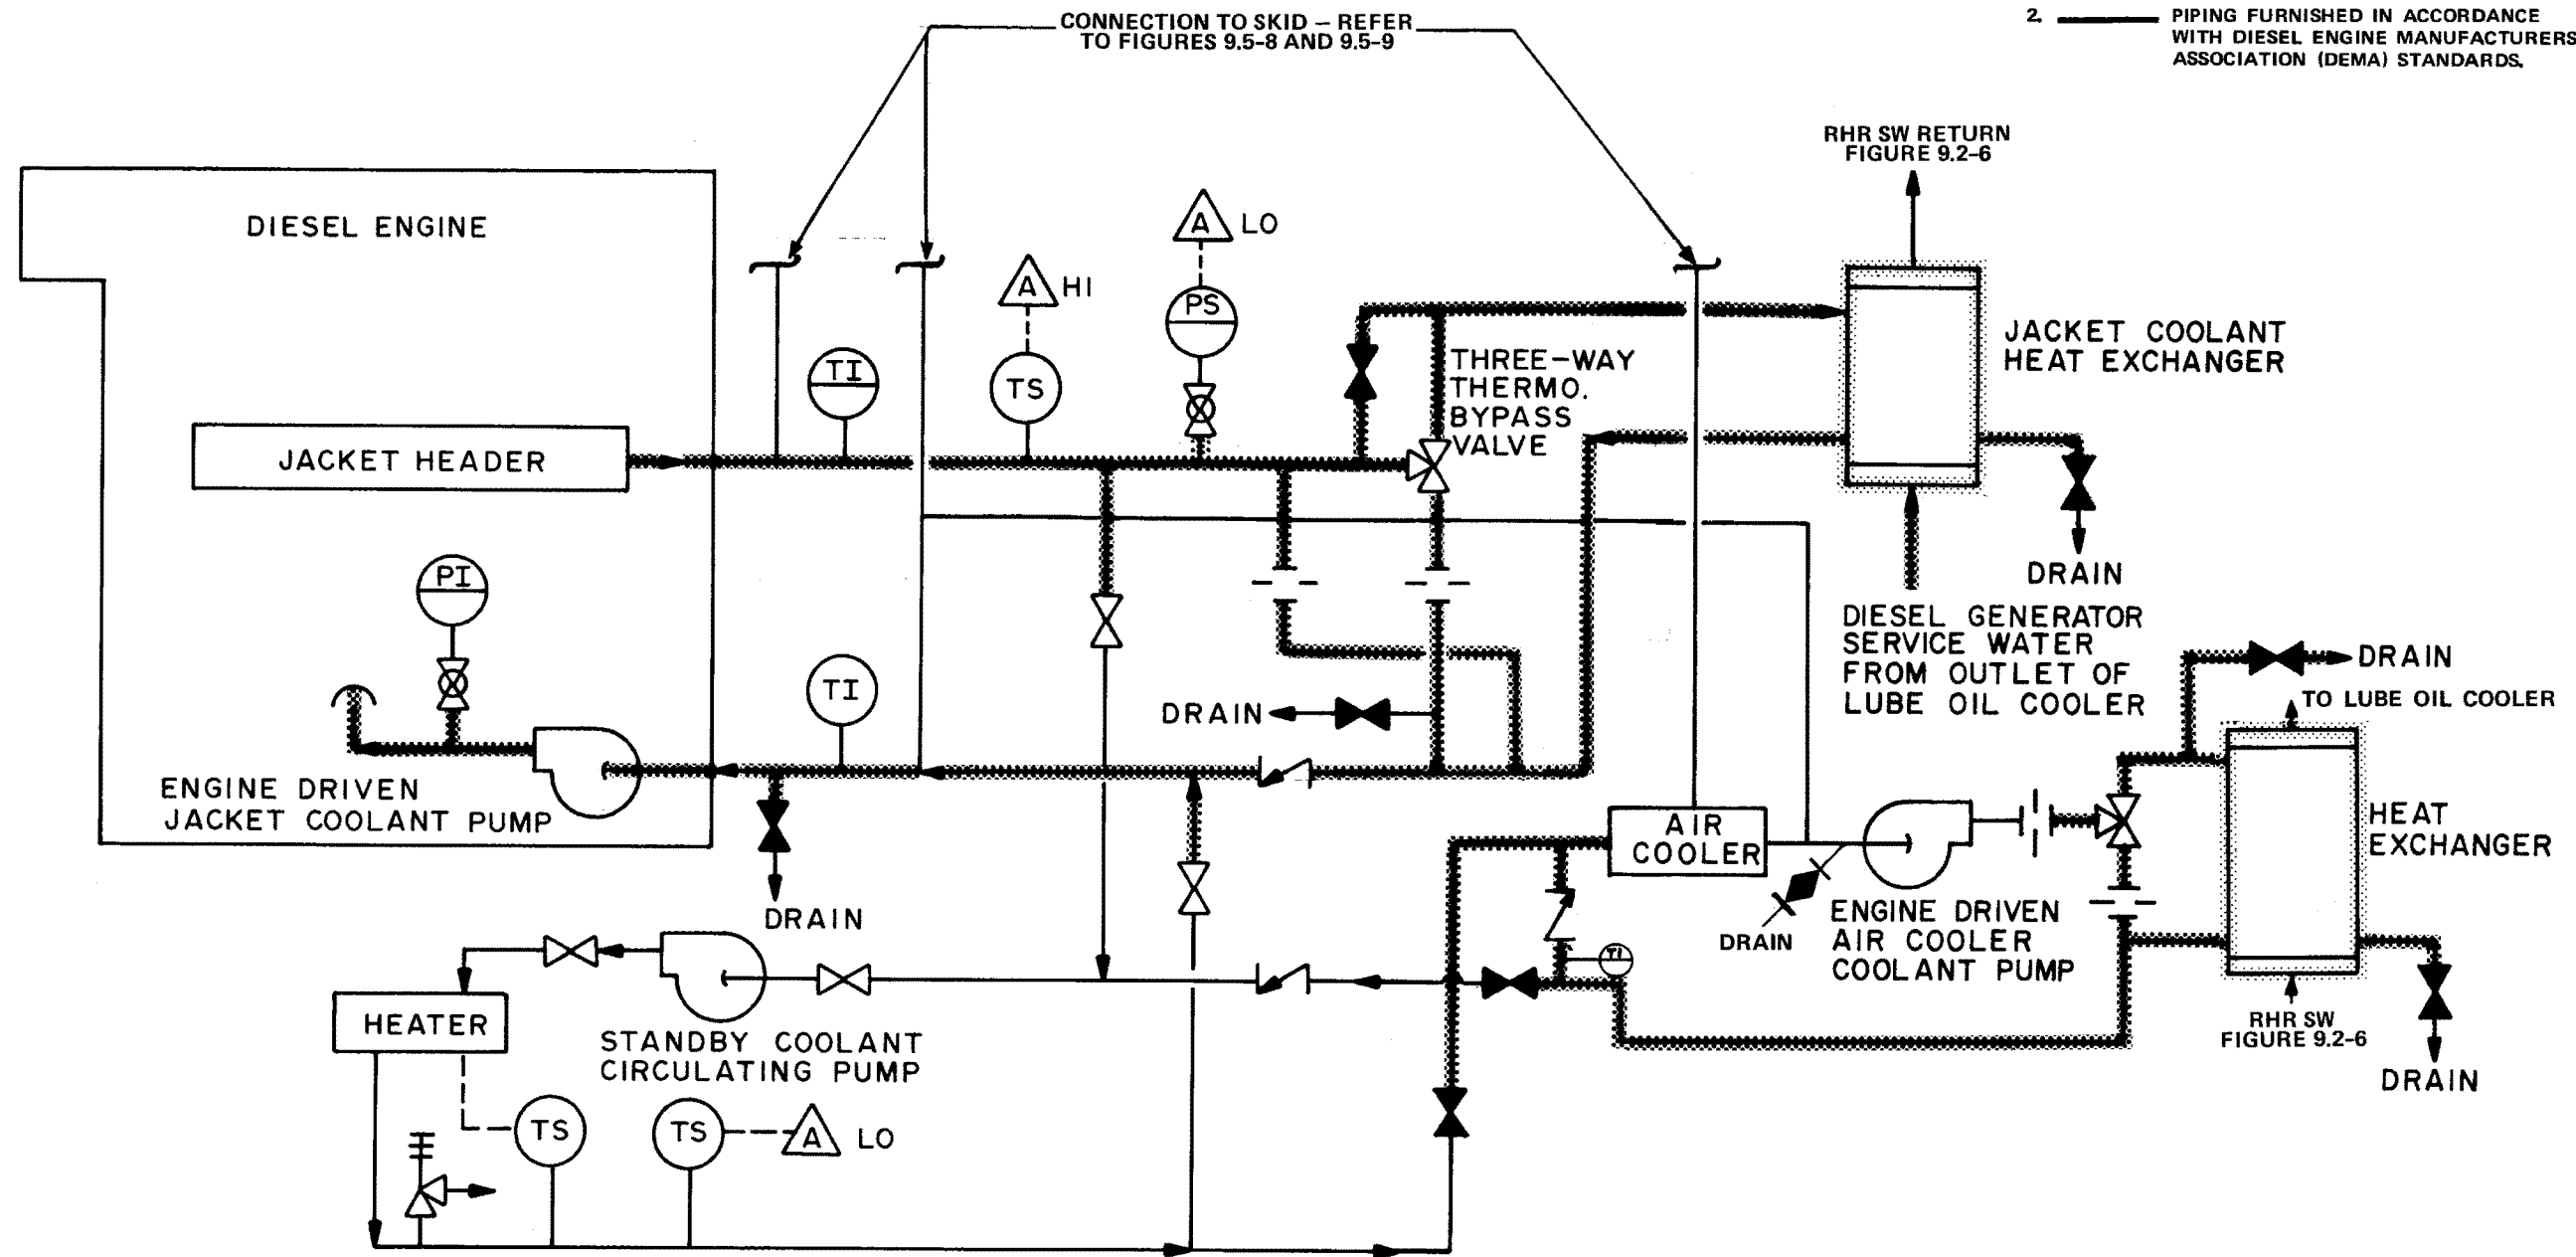 CONNECTION TO SKID – REFER
TO FIGURES 9.5-8 AND 9.5-9
2. PIPING FURNISHED IN ACCORDANCE
WITH DIESEL ENGINE MANUFACTURERS
ASSOCIATION (DEMA) STANDARDS.
RHR SW RETURN
FIGURE 9.2-6
DIESEL ENGINE
A LO
A HI
PS
TI
TS
THREE-WAY
THERMO.
BYPASS
VALVE
JACKET COOLANT
HEAT EXCHANGER
JACKET HEADER
DRAIN
PI
DIESEL GENERATOR
SERVICE WATER
FROM OUTLET OF
LUBE OIL COOLER
TI
DRAIN
DRAIN
TO LUBE OIL COOLER
ENGINE DRIVEN
JACKET COOLANT PUMP
AIR
COOLER
HEAT
EXCHANGER
DRAIN
DRAIN
ENGINE DRIVEN
AIR COOLER
COOLANT PUMP
TI
HEATER
STANDBY COOLANT
CIRCULATING PUMP
RHR SW
FIGURE 9.2-6
DRAIN
TS
TS
A LO